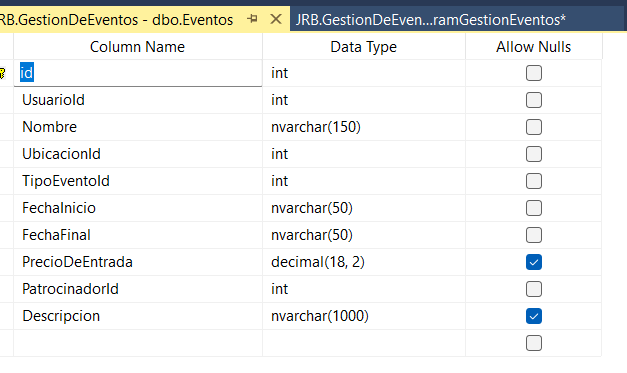 RB.GestionDeEventos - dbo.Eventos JRB.GestionDeEven...ramGestionEventos*
Column Name Data Type Allow Nulls
id int
UsuarioId int
Nombre nvarchar(150)
UbicacionId int
TipoEventoId int
FechaInicio nvarchar(50)
FechaFinal nvarchar(50)
PrecioDeEntrada decimal(18, 2)
PatrocinadorId int
Descripcion nvarchar(1000)